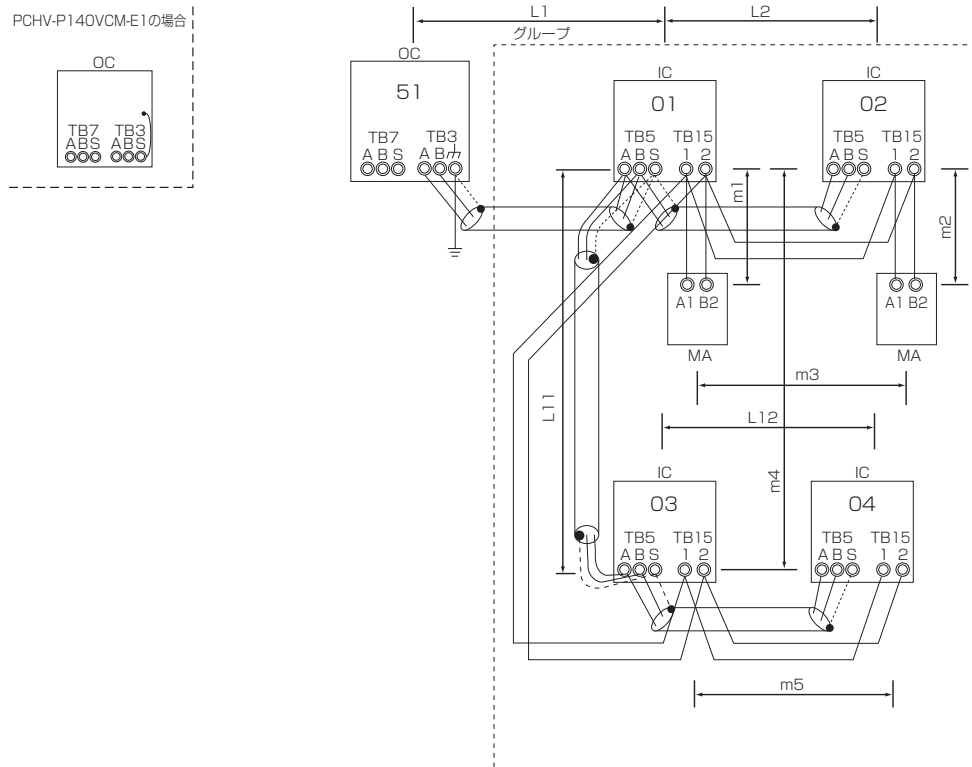 PCHV-P140VCM-E1の場合
OC
TB7 TB3
A B S A B S
L1
L2
グループ
OC
51
TB7 TB3
A B S A B
IC
01
TB5 TB15
A B S 1 2
IC
02
TB5 TB15
A B S 1 2
m1
m2
A1 B2
MA
A1 B2
MA
m3
L11
L12
m4
IC
03
TB5 TB15
A B S 1 2
IC
04
TB5 TB15
A B S 1 2
m5